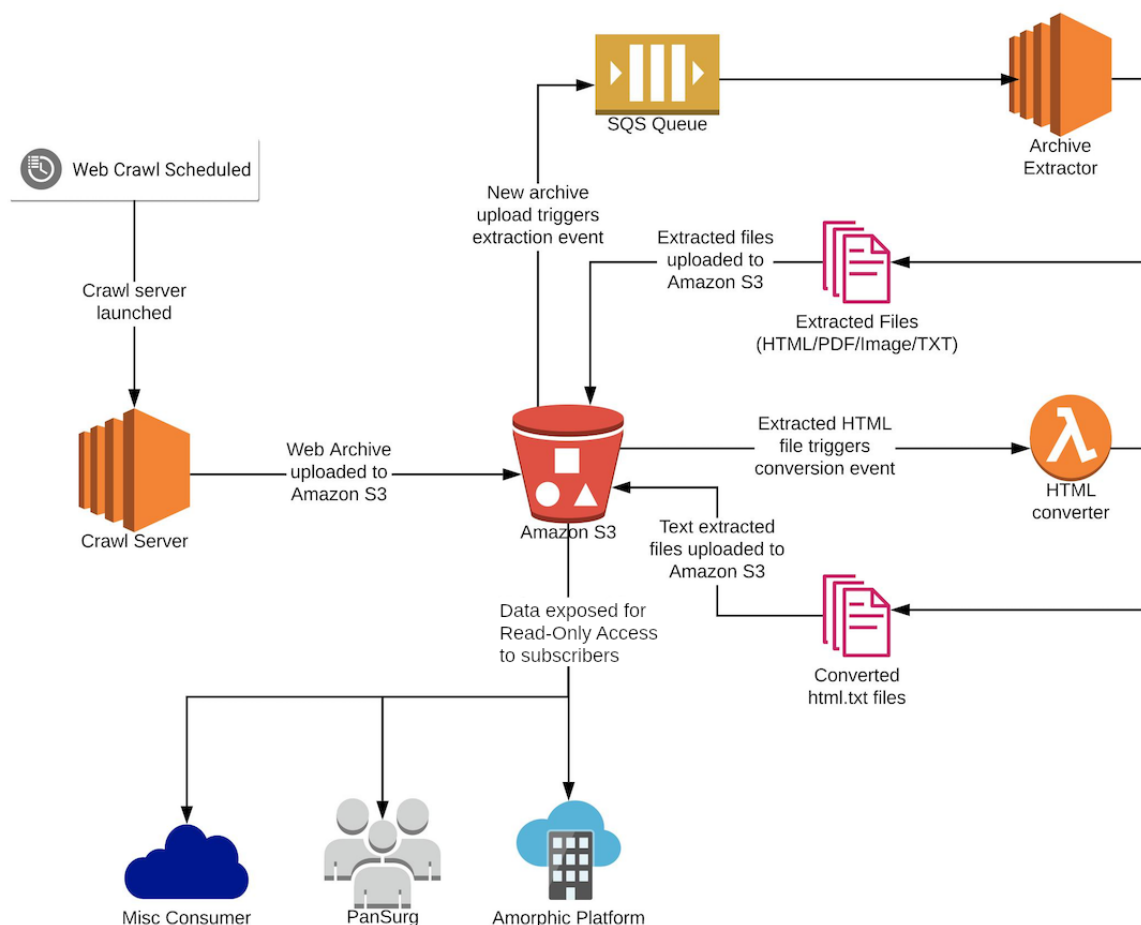 SQS Queue
Archive
Extractor
Web Crawl Scheduled
New archive
upload triggers
extraction event
Extracted files
uploaded to
Amazon S3
Crawl server
launched
Extracted Files
(HTML/PDF/Image/TXT)
Web Archive
uploaded to
Amazon S3
Extracted HTML
file triggers
conversion event
HTML
converter
Crawl Server
Amazon S3
Text extracted
files uploaded to
Amazon S3
Data exposed for
Read-Only Access
to subscribers
Converted
html.txt files
Misc Consumer
PanSurg
Amorphic Platform